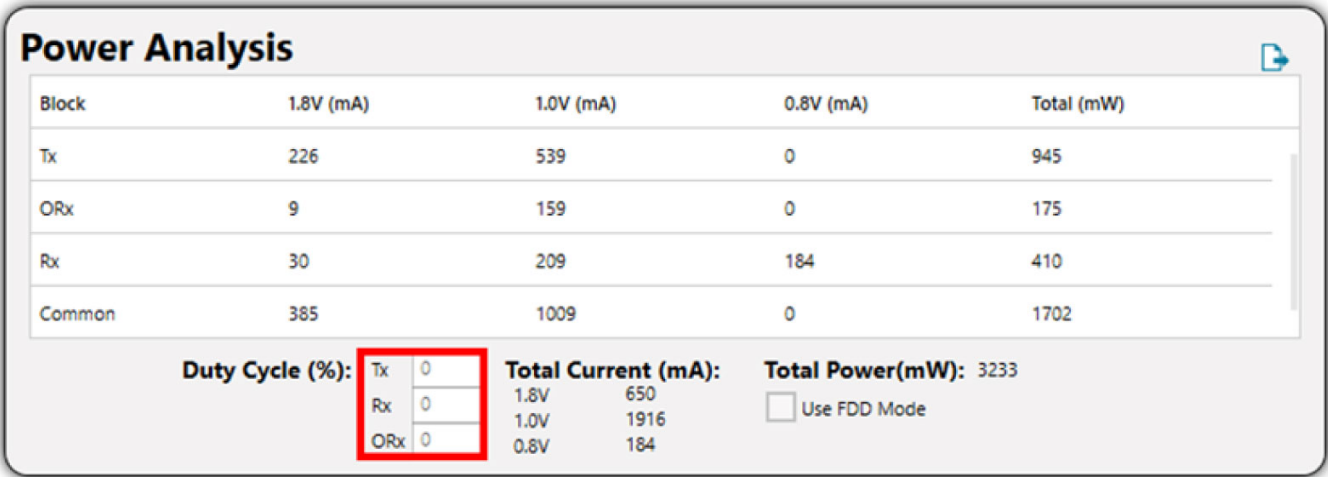 Power Analysis
Block 1.8V (mA) 1.0V (mA) 0.8V (mA) Total (mW)
Tx 226 539 0 945
ORx 9 159 0 175
Rx 30 209 184 410
Common 385 1009 0 1702
Duty Cycle (%): Tx 0 Total Current (mA): Total Power(mW): 3233
1.8V 650
Rx 0 Use FDD Mode
1.0V 1916
ORx 0 0.8V 184